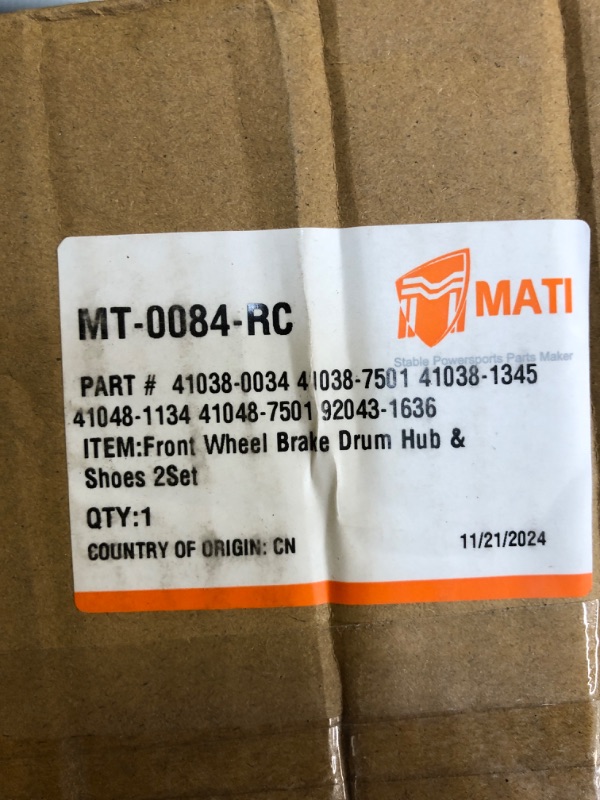 MATI
Stable Powersports Parts Maker
MT-0084-RC
PART # 41038-0034 41038-7501 41038-1345
41048-1134 41048-7501 92043-1636
ITEM:Front Wheel Brake Drum Hub &
Shoes 2Set
QTY:1
COUNTRY OF ORIGIN: CN
11/21/2024